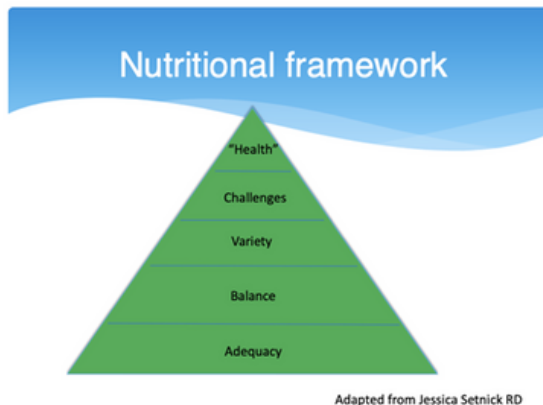 Nutritional framework
“Health”
Challenges
Variety
Balance
Adequacy
Adapted from Jessica Setnick RD